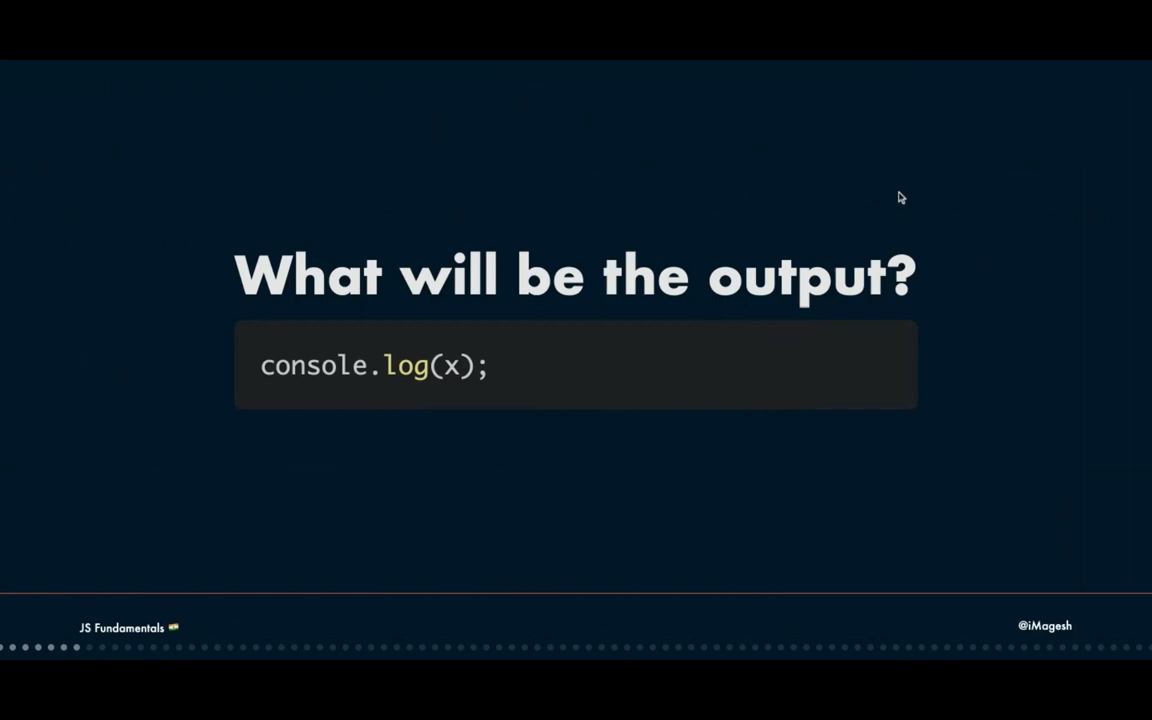 What will be the output?
console.log(x);
JS Fundamentals 🇮🇳
@iMagesh